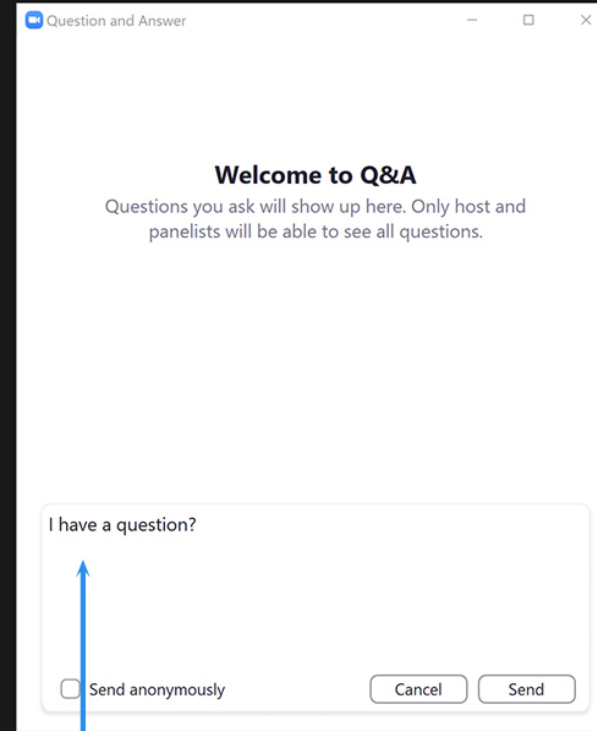 Question and Answer
Welcome to Q&A
Questions you ask will show up here. Only host and
panelists will be able to see all questions.
I have a question?
Send anonymously
Cancel
Send